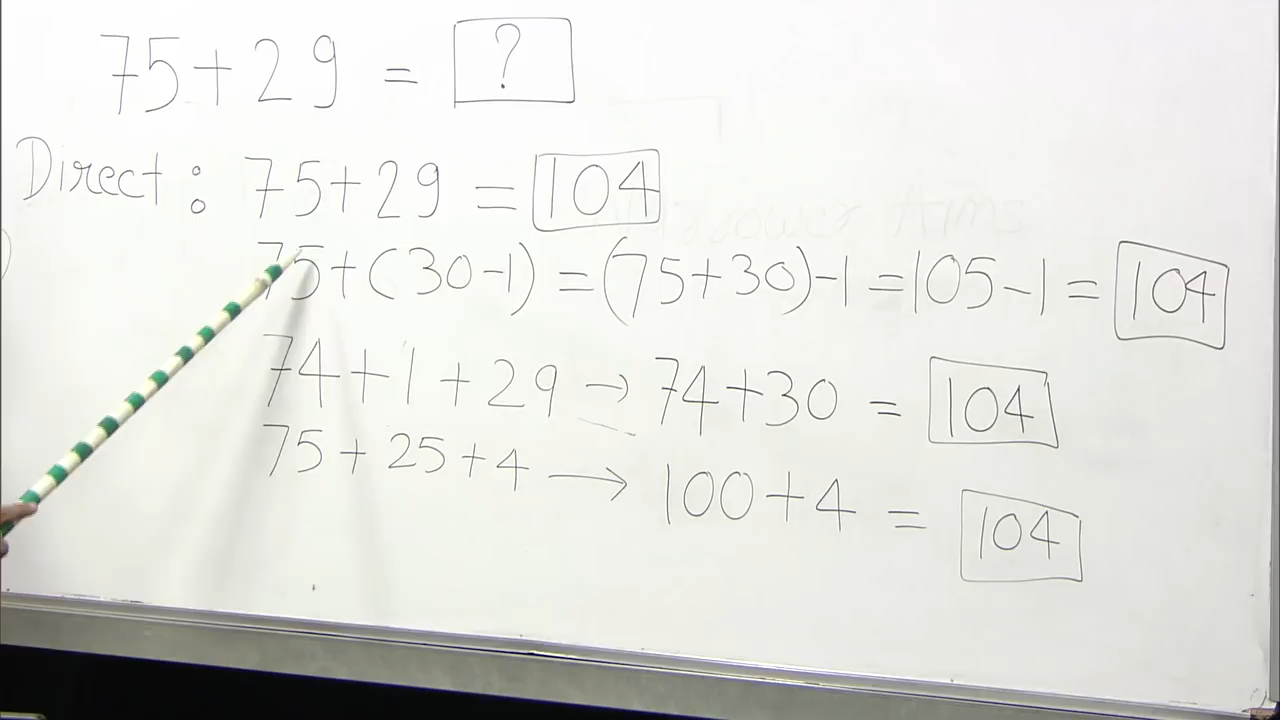 75+29 = ?
Direct : 75+29 = 104
75+(30-1) = (75+30)-1 = 105-1 = 104
74+1+29 → 74+30 = 104
75+25+4 → 100+4 = 104